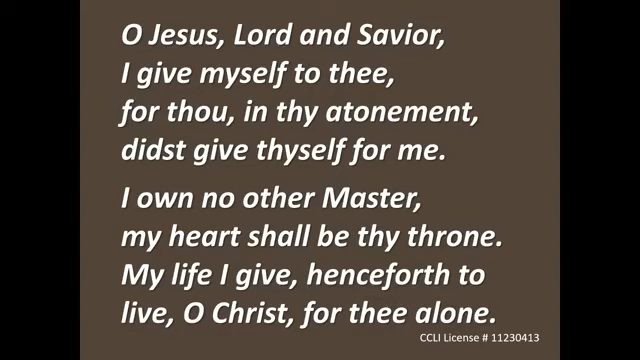 O Jesus, Lord and Savior,
I give myself to thee,
for thou, in thy atonement,
didst give thyself for me.
I own no other Master,
my heart shall be thy throne.
My life I give, henceforth to
live, O Christ, for thee alone.
CCLI License # 11230413